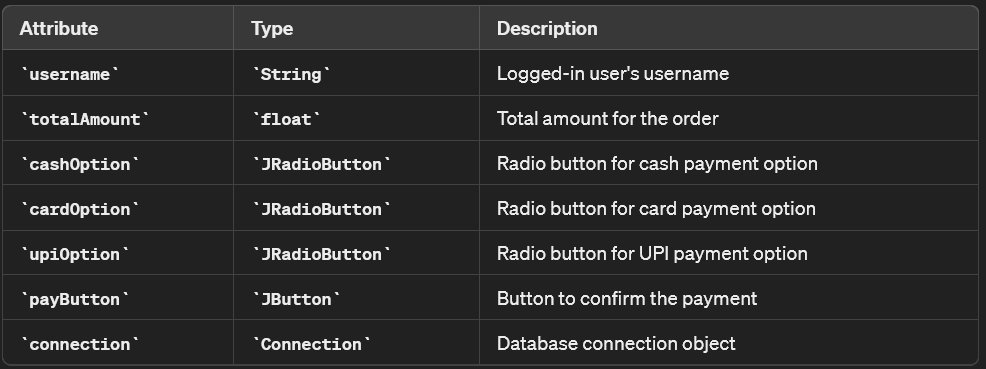 Attribute Type Description
`username` `String` Logged-in user's username
`totalAmount` `float` Total amount for the order
`cashOption` `JRadioButton` Radio button for cash payment option
`cardOption` `JRadioButton` Radio button for card payment option
`upiOption` `JRadioButton` Radio button for UPI payment option
`payButton` `JButton` Button to confirm the payment
`connection` `Connection` Database connection object